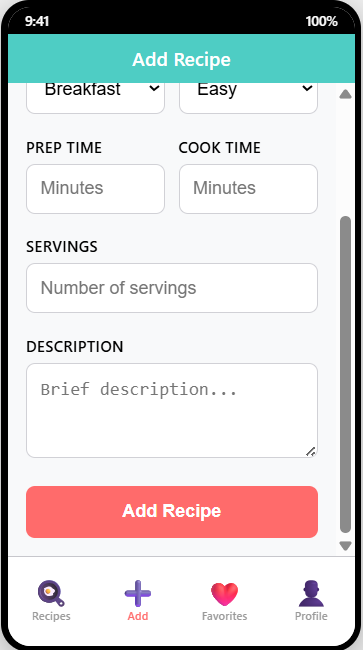 9:41 100%
Add Recipe
Breakfast Easy
PREP TIME COOK TIME
Minutes Minutes
SERVINGS
Number of servings
DESCRIPTION
Brief description...
Add Recipe
Recipes Add Favorites Profile